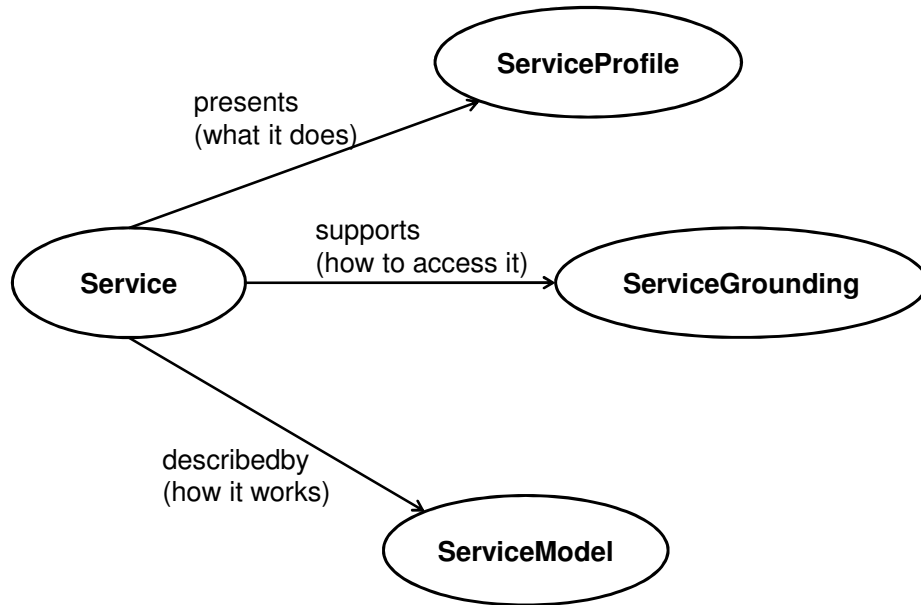 ServiceProfile
presents
(what it does)
supports
(how to access it)
Service
ServiceGrounding
describedby
(how it works)
ServiceModel